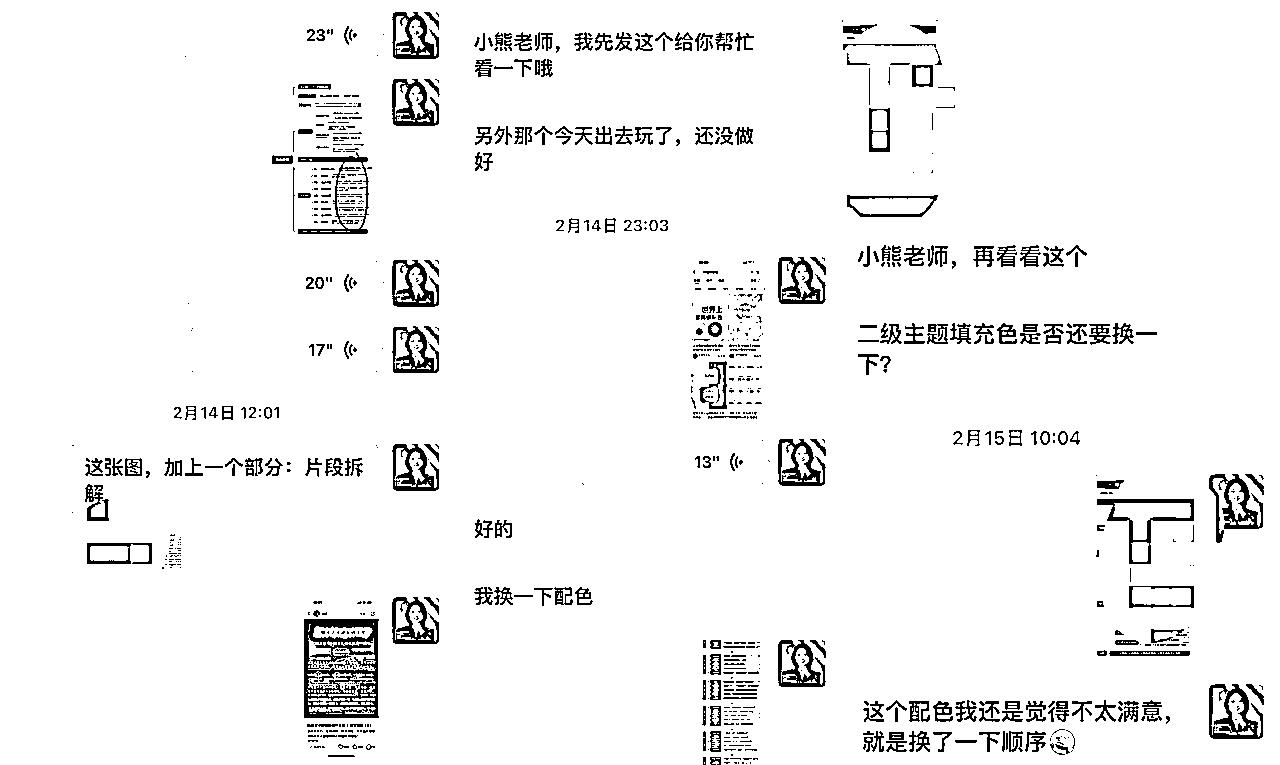 23"
20"
17"
2月14日 12:01
这张图，加上一个部分：片段拆
解
小熊老师，我先发这个给你帮忙
看一下哦
另外那个今天出去玩了，还没做
好
2月14日 23:03
世界上
13"
好的
我换一下配色
小熊老师，再看看这个
二级主题填充色是否还要换一
下？
2月15日 10:04
这个配色我还是觉得不太满意，
就是换了一下顺序